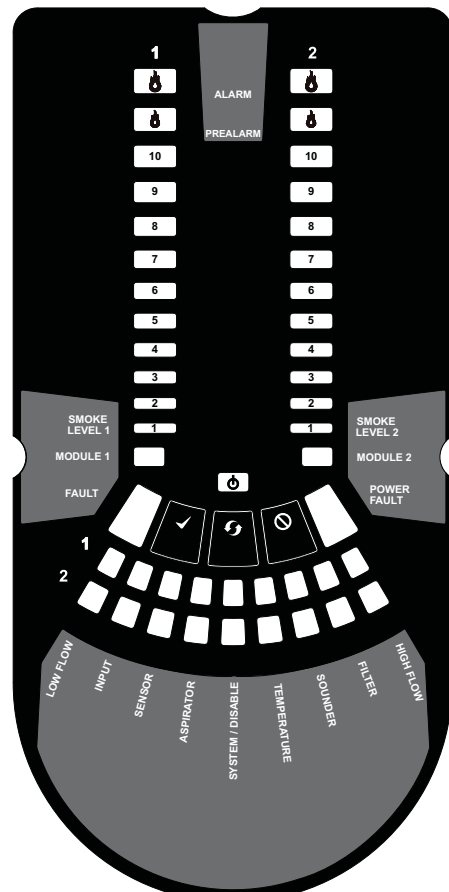 1 2
ALARM
PREALARM
10 10
9 9
8 8
7 7
6 6
5 5
4 4
3 3
2 2
1 1
SMOKE
LEVEL 1
MODULE 1
FAULT
SMOKE
LEVEL 2
MODULE 2
POWER
FAULT
1
2
LOW FLOW
INPUT
SENSOR
ASPIRATOR
SYSTEM / DISABLE
TEMPERATURE
SOUNDER
FILTER
HIGH FLOW